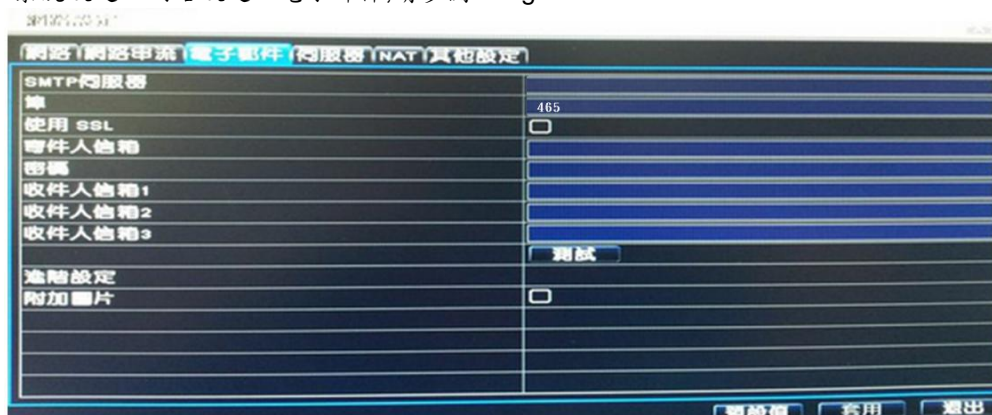 網路 網路串流 電子郵件 伺服器 NAT 其他設定
SMTP伺服器
埠 465
使用 SSL
寄件人信箱
密碼
收件人信箱1
收件人信箱2
收件人信箱3
測試
進階設定
附加圖片
預設值 套用 退出